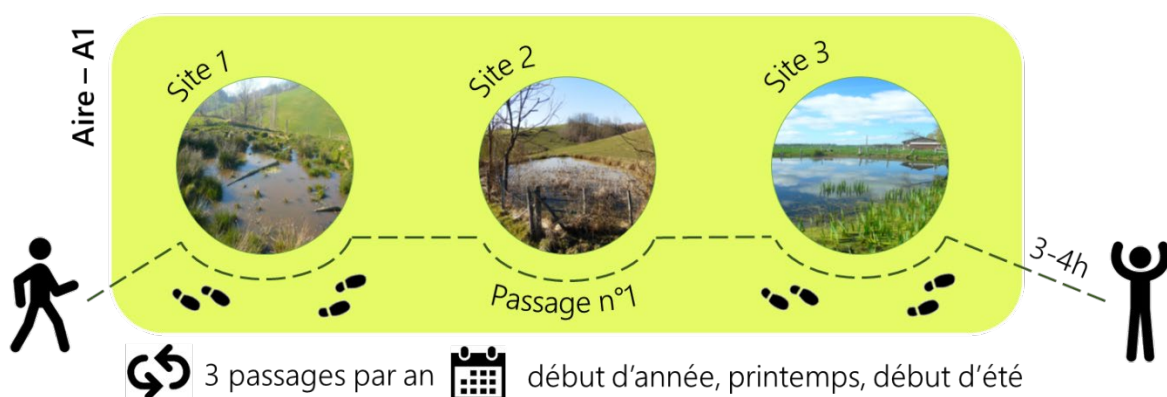 Aire – A1
Site 1
Site 2
Site 3
Passage n°1
3-4h
3 passages par an
début d'année, printemps, début d'été